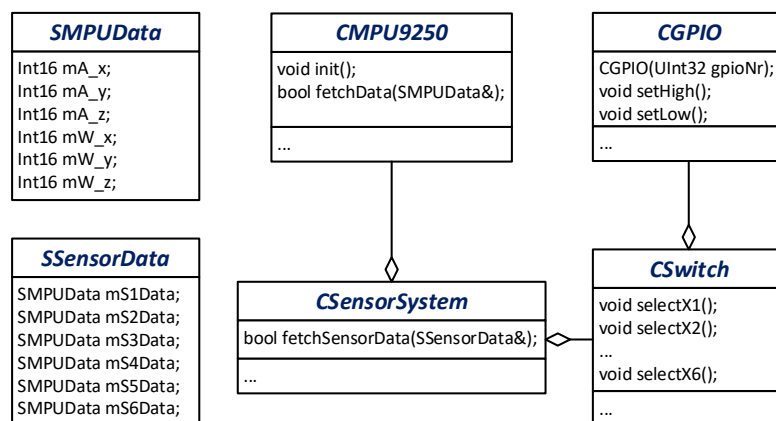 SMPUData
Int16 mA_x;
Int16 mA_y;
Int16 mA_z;
Int16 mW_x;
Int16 mW_y;
Int16 mW_z;
CMPU9250
void init();
bool fetchData(SMPUData&);
...
CGPIO
CGPIO(UInt32 gpioNr);
void setHigh();
void setLow();
...
SSensorData
SMPUData mS1Data;
SMPUData mS2Data;
SMPUData mS3Data;
SMPUData mS4Data;
SMPUData mS5Data;
SMPUData mS6Data;
CSensorSystem
bool fetchSensorData(SSensorData&);
...
CSwitch
void selectX1();
void selectX2();
...
void selectX6();
...